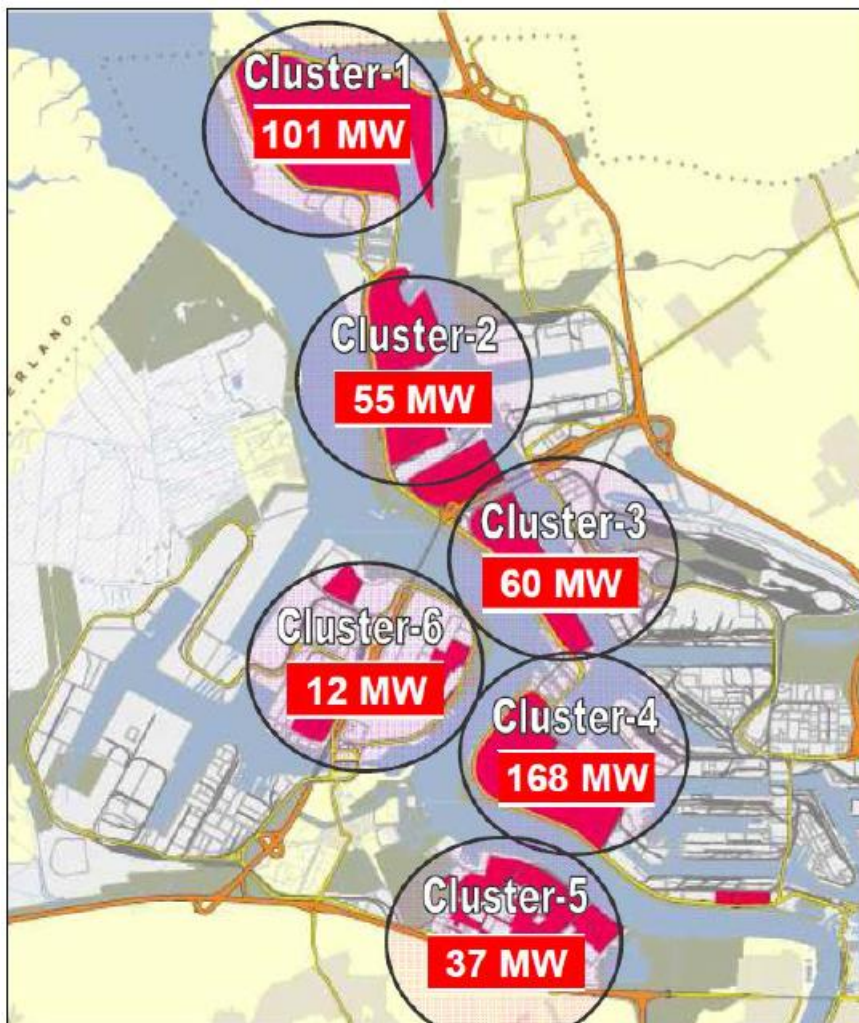 Cluster-1
101 MW
Cluster-2
55 MW
ERLAND
Cluster-3
60 MW
Cluster-6
12 MW
Cluster-4
168 MW
Cluster-5
37 MW